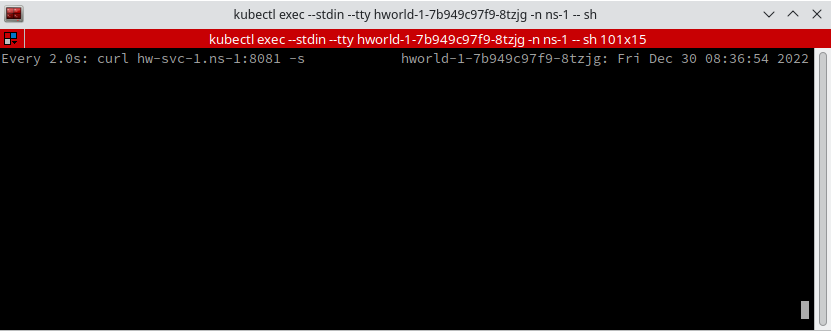 kubectl exec --stdin --tty hworld-1-7b949c97f9-8tzjg -n ns-1 -- sh
kubectl exec --stdin --tty hworld-1-7b949c97f9-8tzjg -n ns-1 -- sh 101x15
Every 2.0s: curl hw-svc-1.ns-1:8081 -s hworld-1-7b949c97f9-8tzjg: Fri Dec 30 08:36:54 2022